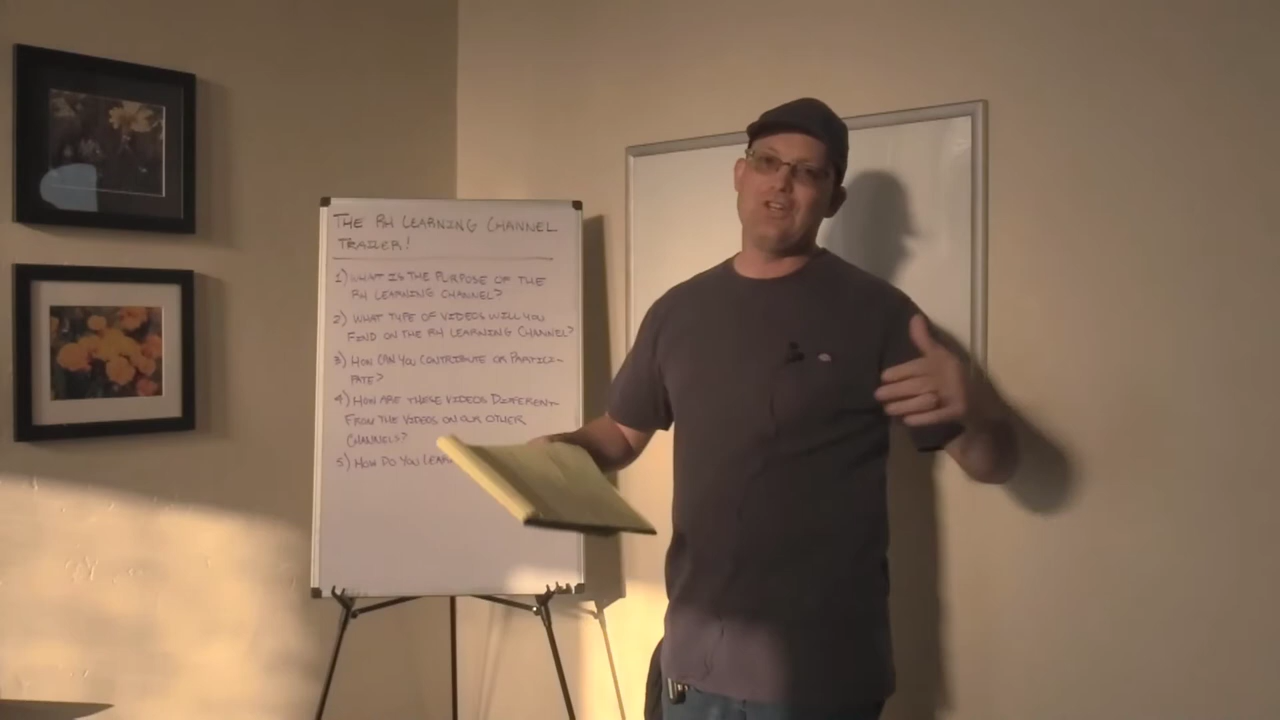 THE RH LEARNING CHANNEL
TRAILER!
1) WHAT IS THE PURPOSE OF THE
RH LEARNING CHANNEL?
2) WHAT TYPE OF VIDEOS WILL YOU
FIND ON THE RH LEARNING CHANNEL?
3) HOW CAN YOU CONTRIBUTE OR PARTICI-
PATE?
4) HOW ARE THESE VIDEOS DIFFERENT
FROM THE VIDEOS ON OUR OTHER
CHANNELS?
5) HOW DO YOU LEAR